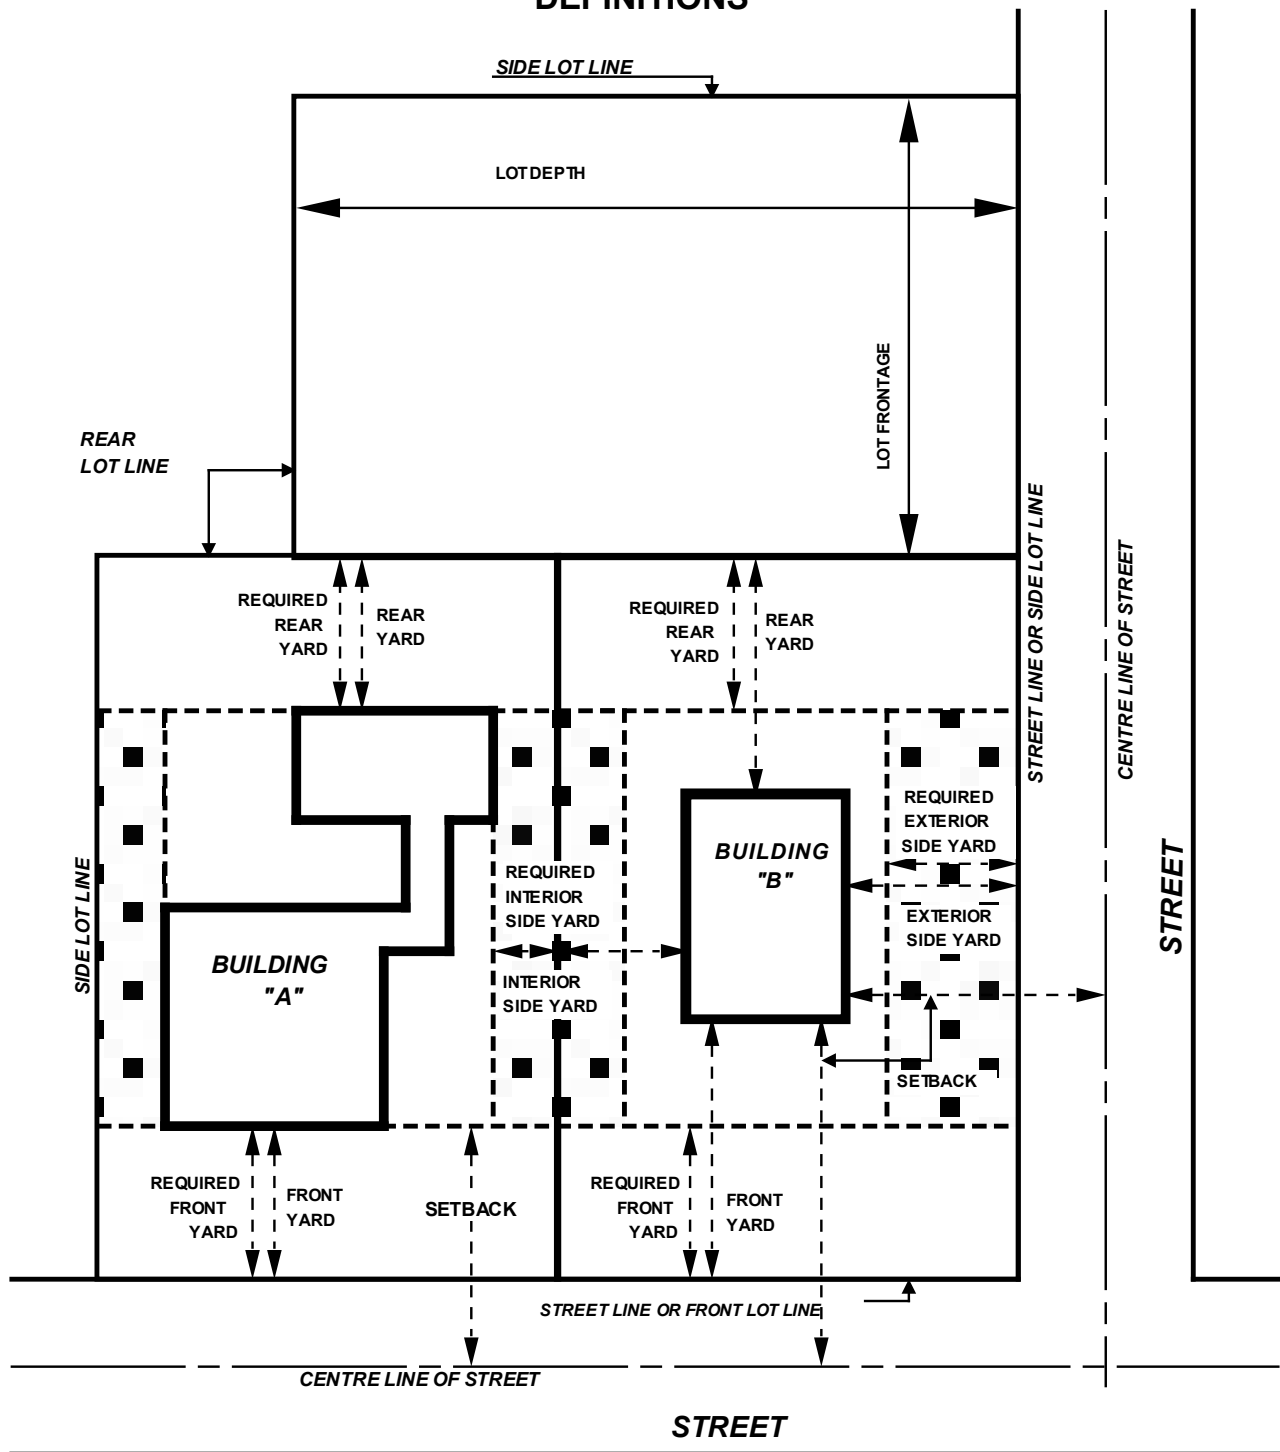 DEFINITIONS
SIDE LOT LINE
LOT DEPTH
LOT FRONTAGE
REAR
LOT LINE
STREET LINE OR SIDE LOT LINE
CENTRE LINE OF STREET
REQUIRED
REAR
YARD
REAR
YARD
REQUIRED
REAR
YARD
REAR
YARD
REQUIRED
EXTERIOR
SIDE YARD
BUILDING
"B"
SIDE LOT LINE
REQUIRED
INTERIOR
SIDE YARD
EXTERIOR
SIDE YARD
STREET
BUILDING
"A"
INTERIOR
SIDE YARD
SETBACK
REQUIRED
FRONT
YARD
FRONT
YARD
SETBACK
REQUIRED
FRONT
YARD
FRONT
YARD
STREET LINE OR FRONT LOT LINE
CENTRE LINE OF STREET
STREET